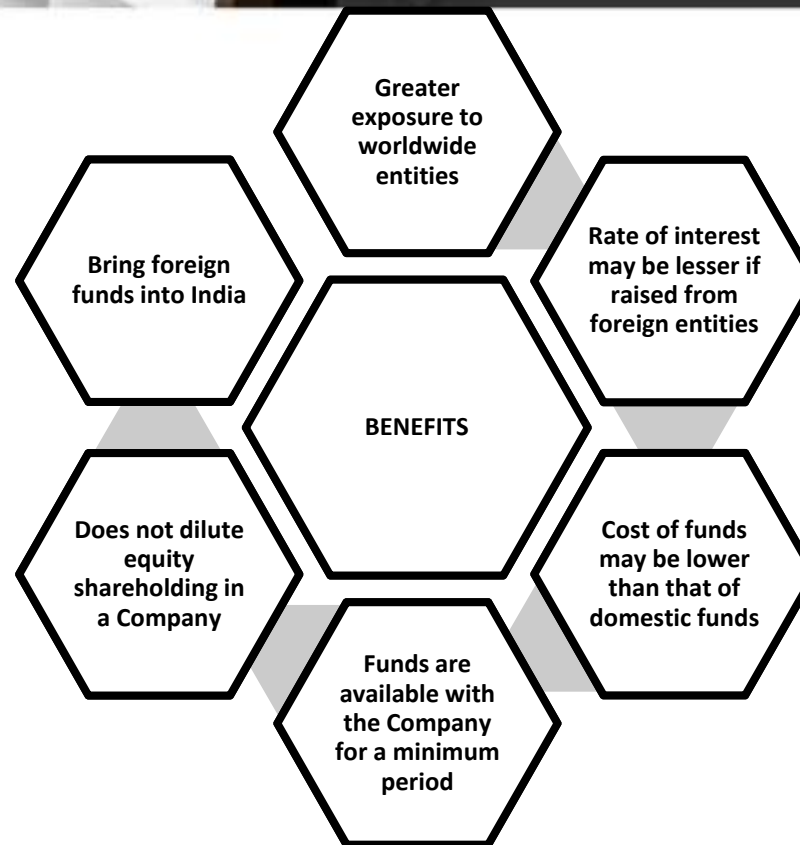 Greater
exposure to
worldwide
entities
Rate of interest
may be lesser if
raised from
foreign entities
Cost of funds
may be lower
than that of
domestic funds
Funds are
available with
the Company
for a minimum
period
Does not dilute
equity
shareholding in
a Company
Bring foreign
funds into India
BENEFITS